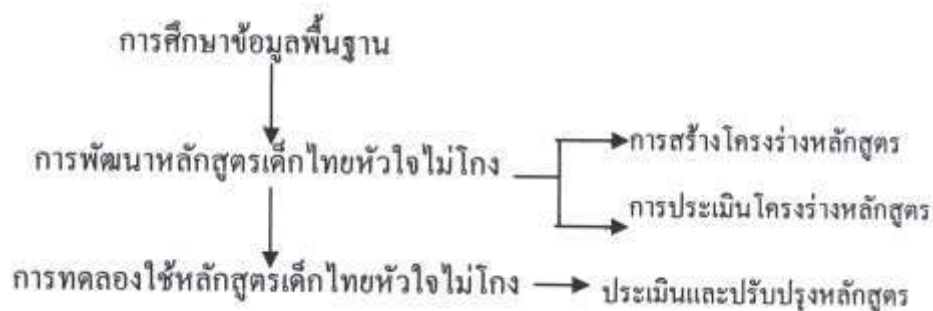 การศึกษาข้อมูลพื้นฐาน
การพัฒนาหลักสูตรเด็กไทยหัวใจไม่โกง
การสร้างโครงร่างหลักสูตร
การประเมินโครงร่างหลักสูตร
การทดลองใช้หลักสูตรเด็กไทยหัวใจไม่โกง
ประเมินและปรับปรุงหลักสูตร